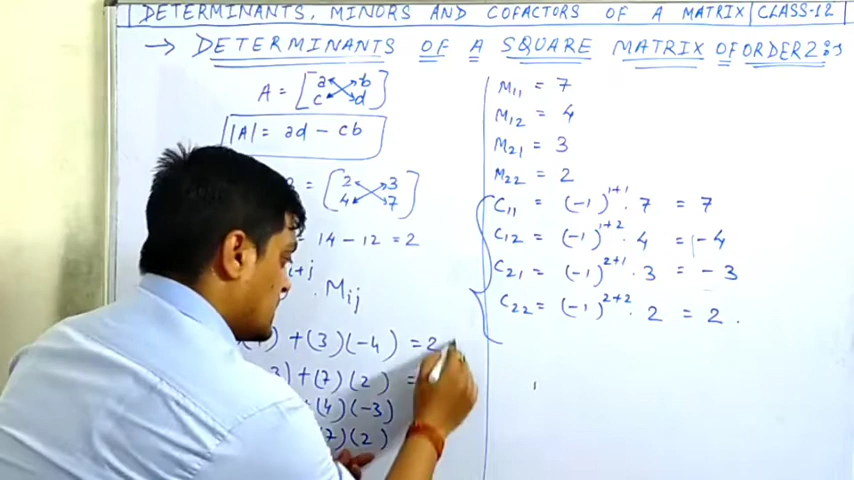 DETERMINANTS, MINORS AND COFACTORS OF A MATRIX | CLASS-12
→ DETERMINANTS OF A SQUARE MATRIX OF ORDER 2:→
A = [a b
c d]
|A| = ad - cb
= [2 3
4 7]
14 - 12 = 2
i+j . Mij
+ (3)(-4) = 2
3) + (7)(2) =
(4)(-3)
7)(2)
M11 = 7
M12 = 4
M21 = 3
M22 = 2
C11 = (-1)^1+1 . 7 = 7
C12 = (-1)^1+2 . 4 = -4
C21 = (-1)^2+1 . 3 = -3
C22 = (-1)^2+2 . 2 = 2 .